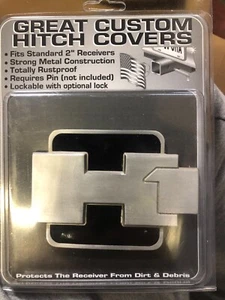 GREAT CUSTOM
HITCH COVERS
• Fits Standard 2" Receivers
• Strong Metal Construction
• Totally Rustproof
• Requires Pin (not included)
• Lockable with optional lock
H1
Protects The Receiver From Dirt & Debris